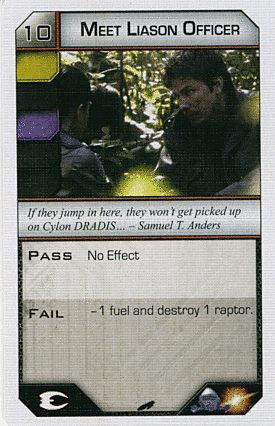 10 MEET LIASON OFFICER
If they jump in here, they won't get picked up
on Cylon DRADIS... – Samuel T. Anders
PASS No Effect
FAIL -1 fuel and destroy 1 raptor.